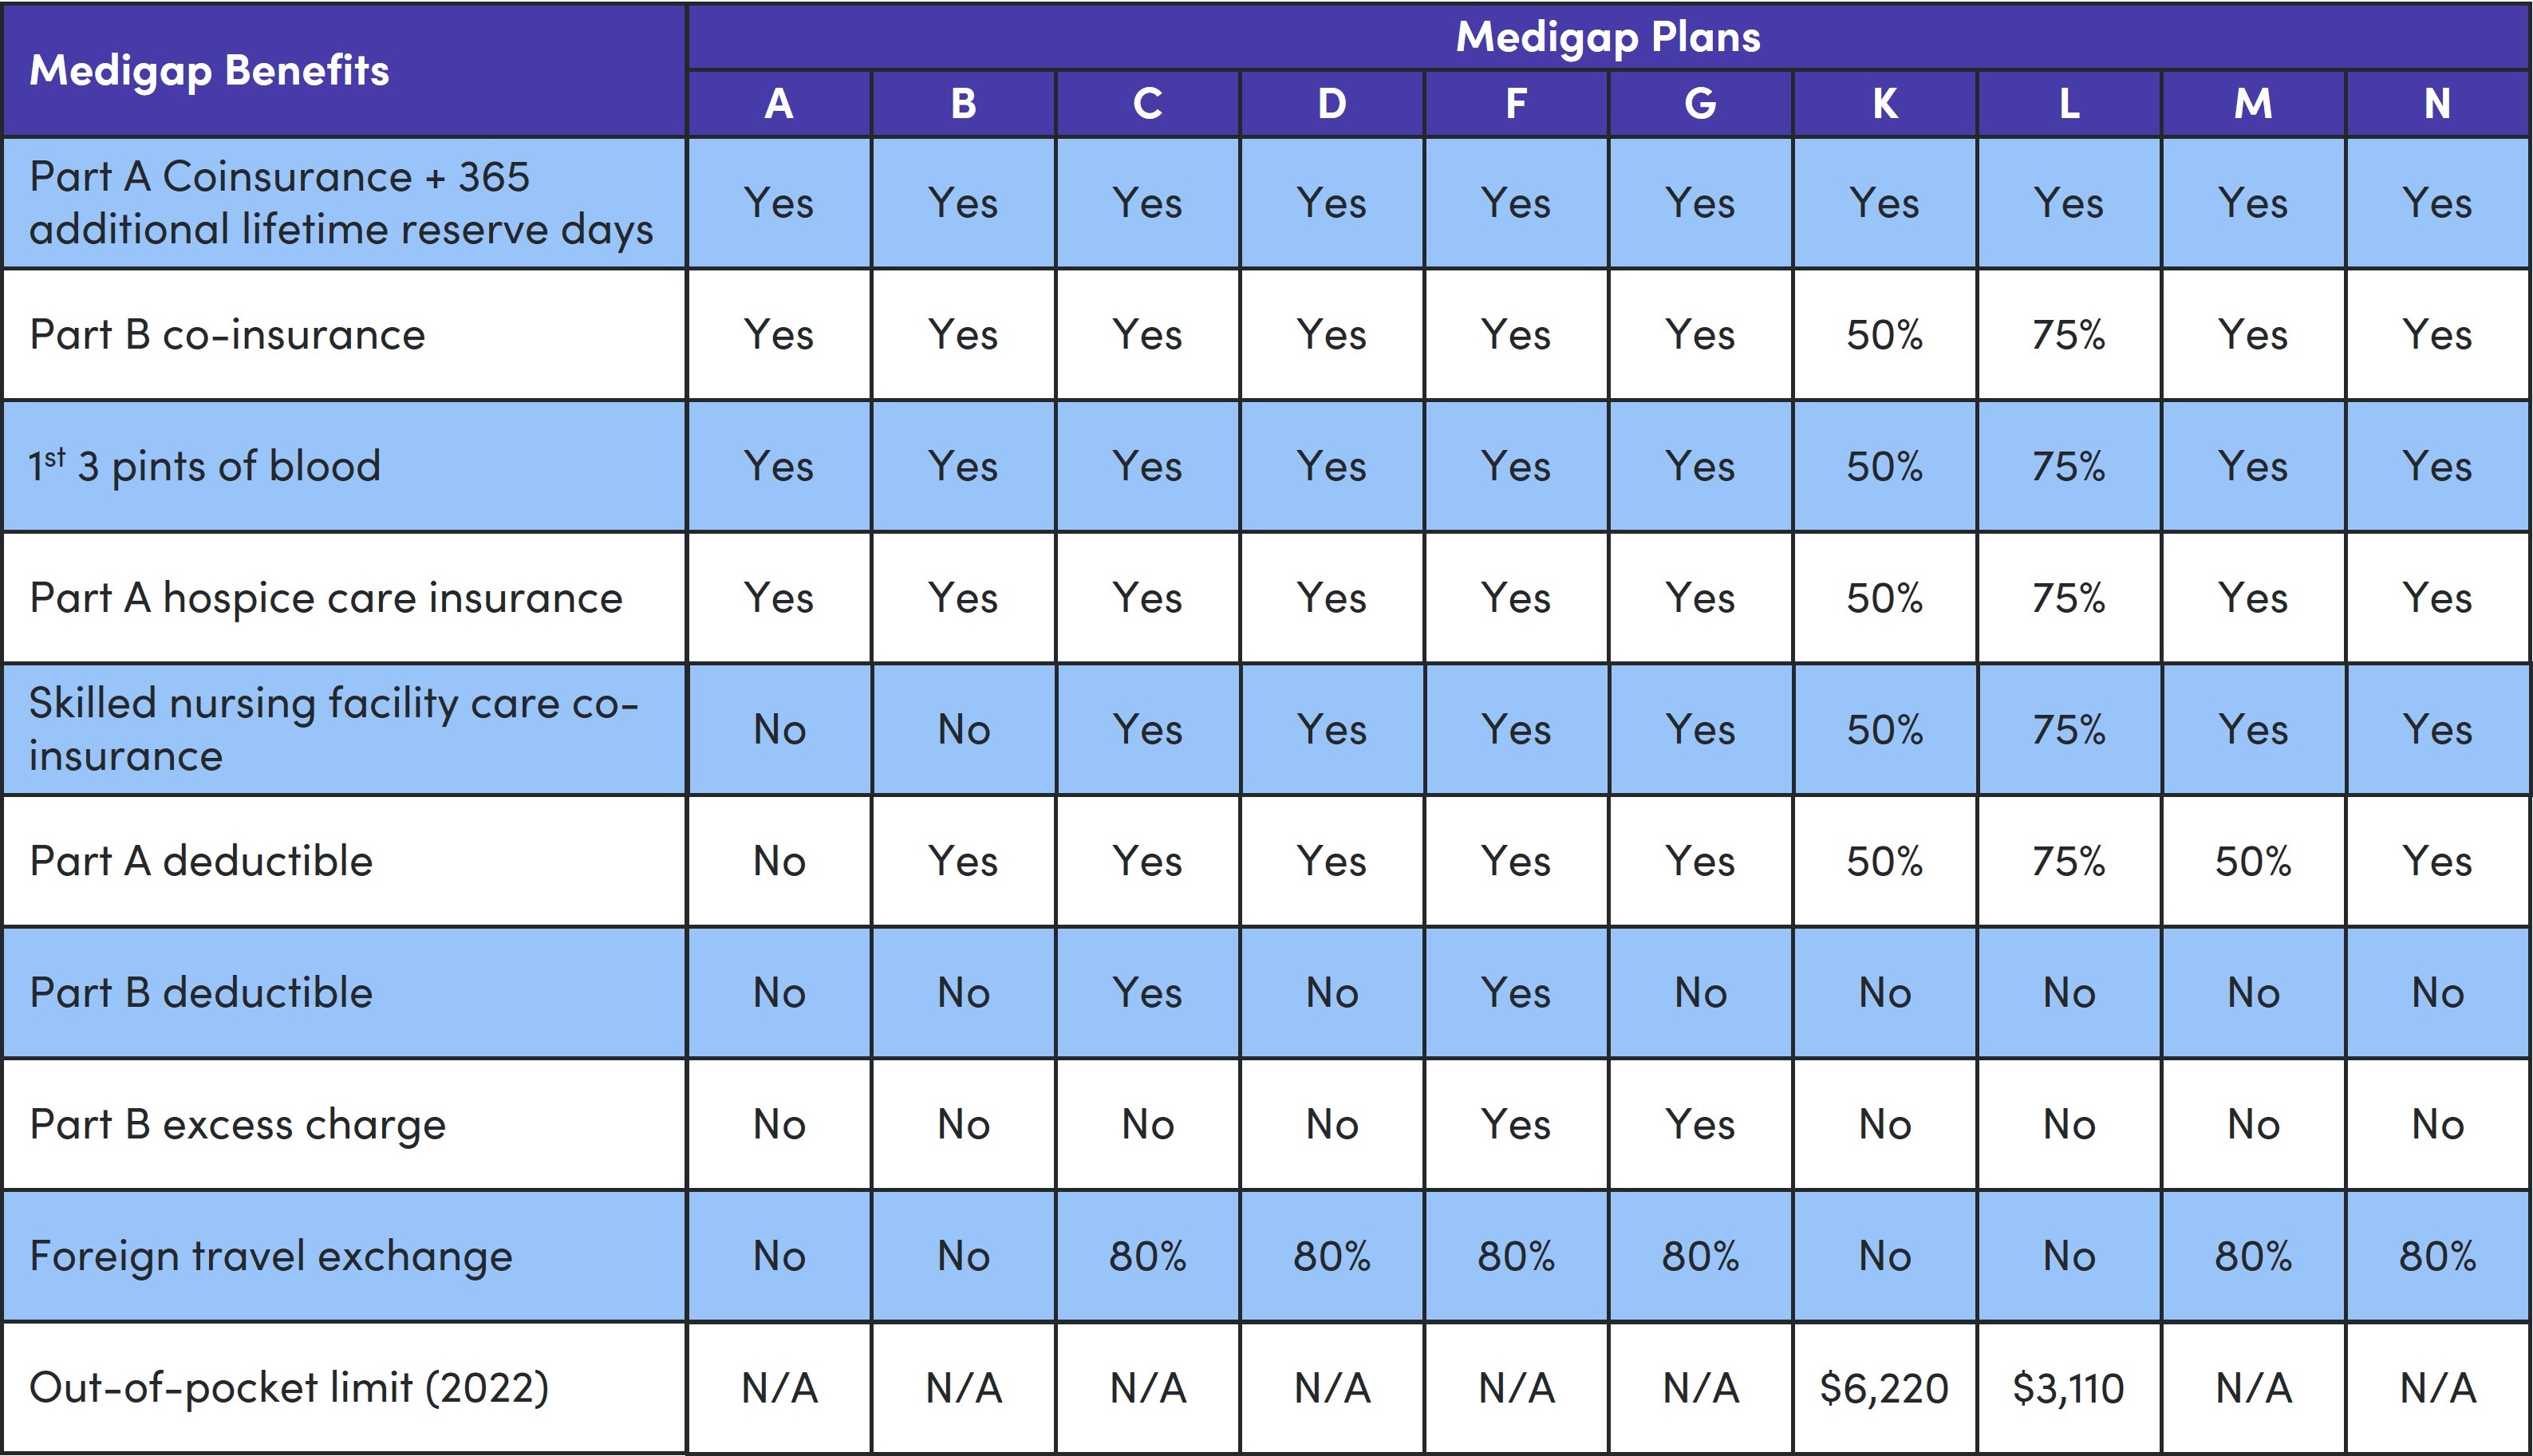 Medigap Benefits
Medigap Plans
A B C D F G K L M N
Part A Coinsurance + 365
additional lifetime reserve days
Yes Yes Yes Yes Yes Yes Yes Yes Yes Yes
Part B co-insurance Yes Yes Yes Yes Yes Yes 50% 75% Yes Yes
1st 3 pints of blood Yes Yes Yes Yes Yes Yes 50% 75% Yes Yes
Part A hospice care insurance Yes Yes Yes Yes Yes Yes 50% 75% Yes Yes
Skilled nursing facility care co-
insurance
No No Yes Yes Yes Yes 50% 75% Yes Yes
Part A deductible No Yes Yes Yes Yes Yes 50% 75% 50% Yes
Part B deductible No No Yes No Yes No No No No No
Part B excess charge No No No No Yes Yes No No No No
Foreign travel exchange No No 80% 80% 80% 80% No No 80% 80%
Out-of-pocket limit (2022) N/A N/A N/A N/A N/A N/A $6,220 $3,110 N/A N/A